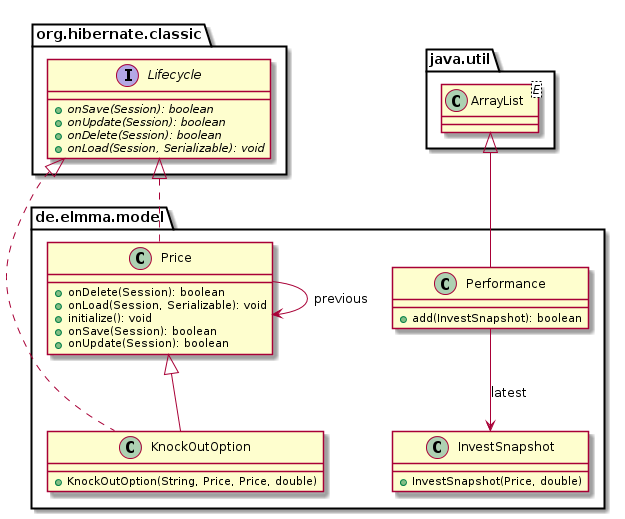 org.hibernate.classic
I Lifecycle
onSave(Session): boolean
onUpdate(Session): boolean
onDelete(Session): boolean
onLoad(Session, Serializable): void
java.util
C ArrayList E
de.elmma.model
C Price
onDelete(Session): boolean
onLoad(Session, Serializable): void
initialize(): void
onSave(Session): boolean
onUpdate(Session): boolean
previous
C Performance
add(InvestSnapshot): boolean
latest
C KnockOutOption
KnockOutOption(String, Price, Price, double)
C InvestSnapshot
InvestSnapshot(Price, double)